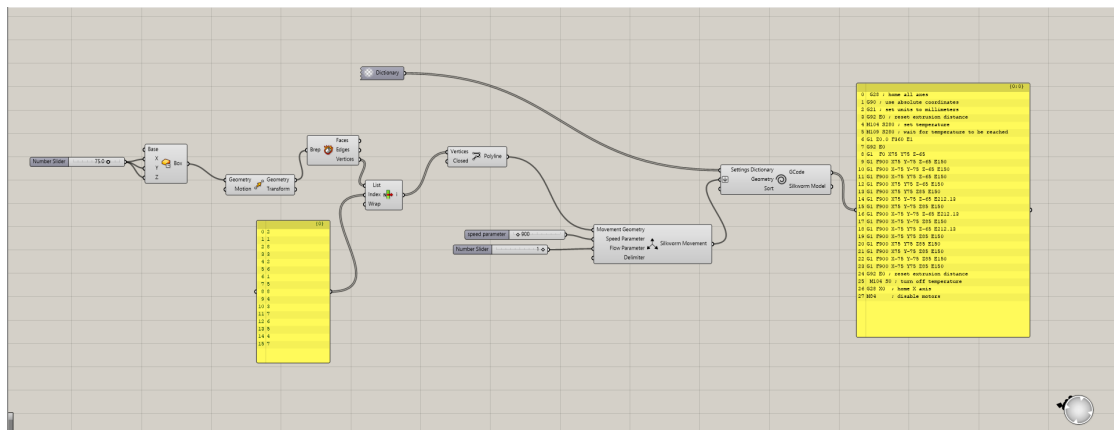 Dictionary
Number Slider
75.0
Base
X
Y
Z
Box
Geometry
Motion
Geometry
Transform
Brep
Faces
Edges
Vertices
List
Index
Wrap
i
Vertices
Closed
Polyline
{0}
0 2
1 1
2
3 3
4 2
5 6
6 1
7 5
8
9 4
10 3
11 7
12 6
13
14 4
15 7
speed parameter
900
Number Slider
1
Movement Geometry
Speed Parameter
Flow Parameter
Delimiter
Silkworm Movement
Settings Dictionary
Geometry
Sort
GCode
Silkworm Model
{0;0}
0 G28 ; home all axes
1 G90 ; use absolute coordinates
2 G21 ; set units to millimeters
3 G92 E0 ; reset extrusion distance
4 M104 S280 ; set temperature
5 M109 S280 ; wait for temperature to be reached
6 G1 Z0.0 F360 E1
7 G92 E0
8 G1 F0 X75 Y75 Z-65
9 G1 F900 X75 Y-75 Z-65 E150
10 G1 F900 X-75 Y-75 Z-65 E150
11 G1 F900 X-75 Y75 Z-65 E150
12 G1 F900 X75 Y75 Z-65 E150
13 G1 F900 X75 Y75 Z85 E150
14 G1 F900 X75 Y-75 Z-65 E212.13
15 G1 F900 X75 Y-75 Z85 E150
16 G1 F900 X-75 Y-75 Z-65 E212.13
17 G1 F900 X-75 Y-75 Z85 E150
18 G1 F900 X-75 Y75 Z-65 E212.13
19 G1 F900 X-75 Y75 Z85 E150
20 G1 F900 X75 Y75 Z85 E150
21 G1 F900 X75 Y-75 Z85 E150
22 G1 F900 X-75 Y-75 Z85 E150
23 G1 F900 X-75 Y75 Z85 E150
24 G92 E0 ; reset extrusion distance
25 M104 S0 ; turn off temperature
26 G28 X0 ; home X axis
27 M84 ; disable motors